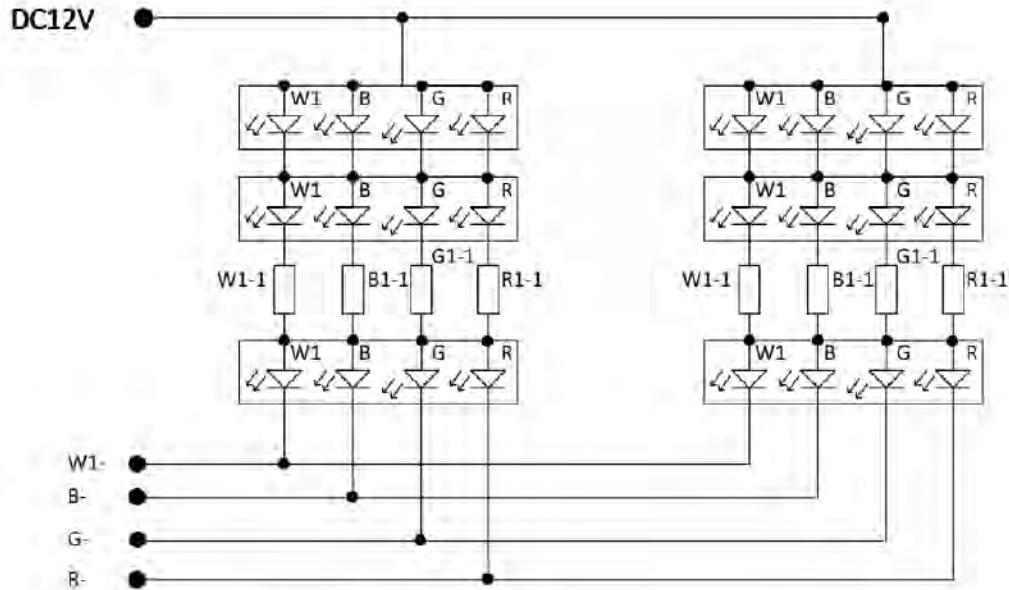 DC12V
W1 B G R W1 B G R
W1 B G R W1 B G R
G1-1 G1-1
W1-1 B1-1 R1-1 W1-1 B1-1 R1-1
W1 B G R W1 B G R
W1-
B-
G-
R-